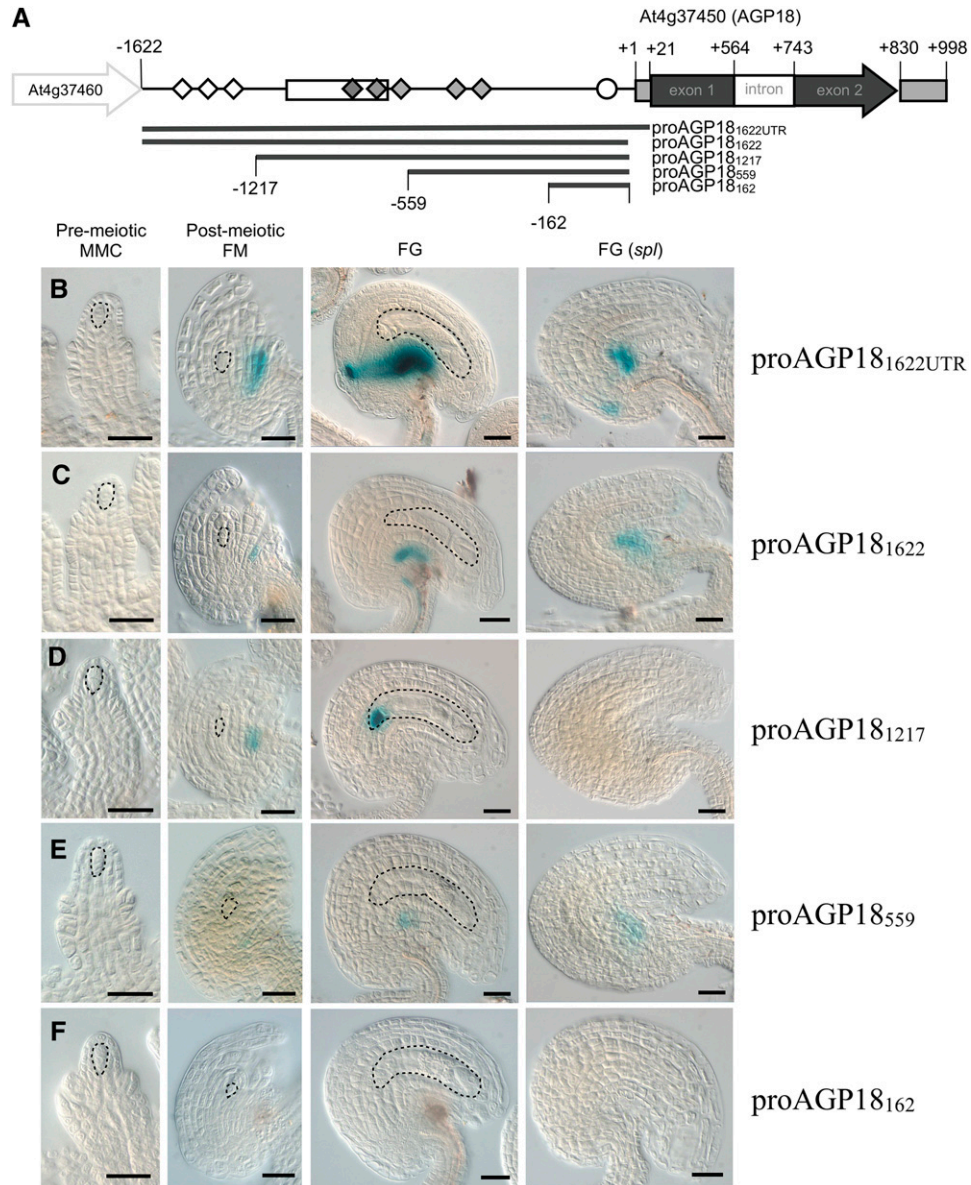 A
At4g37450 (AGP18)
-1622
+1 +21 +564 +743 +830 +998
At4g37460
exon 1
intron
exon 2
proAGP18₁₆₂₂UTR
proAGP18₁₆₂₂
proAGP18₁₂₁₇
-1217
proAGP18₅₅₉
-559
proAGP18₁₆₂
-162
Pre-meiotic
MMC
Post-meiotic
FM
FG
FG (spl)
B
proAGP18₁₆₂₂UTR
C
proAGP18₁₆₂₂
D
proAGP18₁₂₁₇
E
proAGP18₅₅₉
F
proAGP18₁₆₂